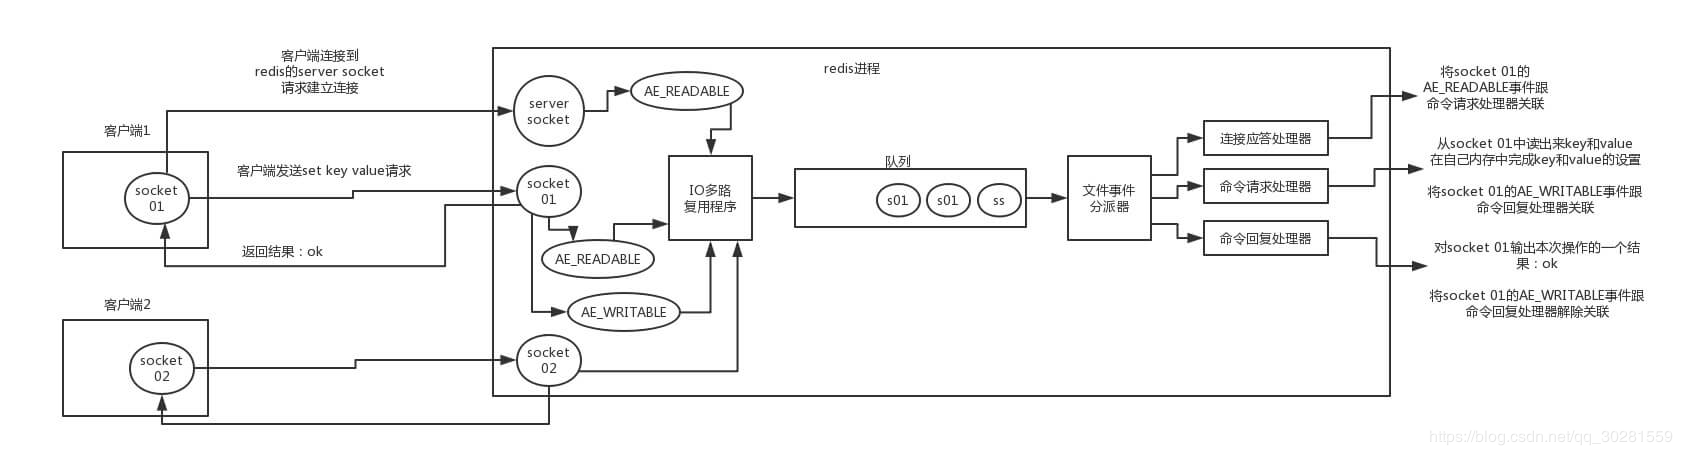 客户端连接到
redis的server socket
请求建立连接
redis进程
server
socket
AE_READABLE
将socket 01的
AE_READABLE事件跟
命令请求处理器关联
客户端1
连接应答处理器
从socket 01中读出来key和value
在自己内存中完成key和value的设置
队列
客户端发送set key value请求
socket
01
socket
01
IO多路
复用程序
s01
s01
ss
文件事件
分派器
命令请求处理器
将socket 01的AE_WRITABLE事件跟
命令回复处理器关联
返回结果：ok
AE_READABLE
命令回复处理器
对socket 01输出本次操作的一个结
果：ok
客户端2
AE_WRITABLE
将socket 01的AE_WRITABLE事件跟
命令回复处理器解除关联
socket
02
socket
02
https://blog.csdn.net/qq_30281559